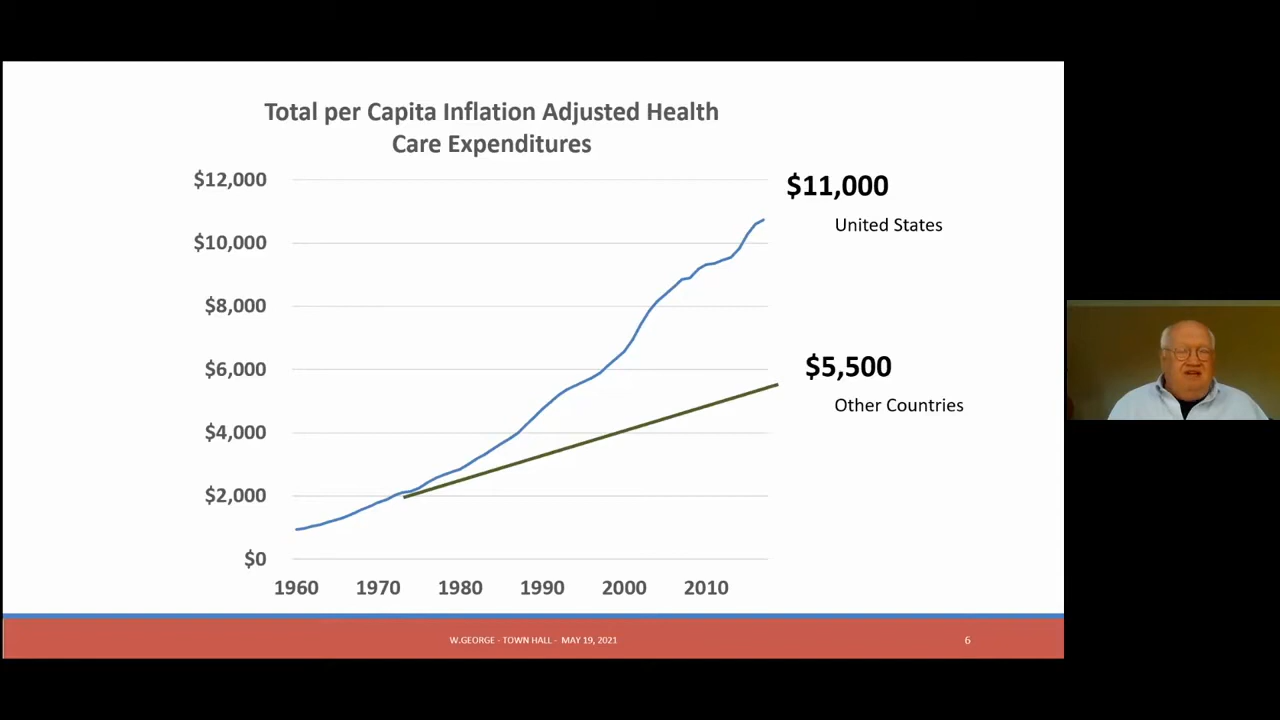 Total per Capita Inflation Adjusted Health
Care Expenditures
$12,000
$10,000
$8,000
$6,000
$4,000
$2,000
$0
1960 1970 1980 1990 2000 2010
$11,000
United States
$5,500
Other Countries
W.GEORGE - TOWN HALL - MAY 19, 2021
6